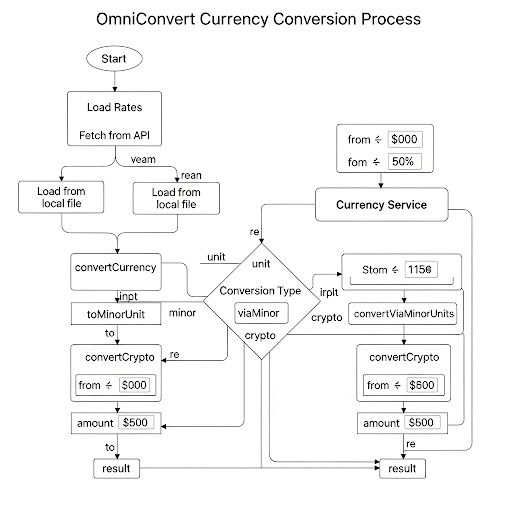 OmniConvert Currency Conversion Process
Start
Load Rates
Fetch from API
veam
rean
Load from
local file
Load from
local file
from ÷ $000
fom ÷ 50%
Currency Service
re
unit
unit
convertCurrency
inpt
toMinorUnit
minor
to
Conversion Type
viaMinor
crypto
irpit
crypto
Stom ÷ 1156
convertViaMinorUnits
convertCrypto
from ÷ $000
re
amount $500
to
result
convertCrypto
from ÷ $600
amount $500
re
result